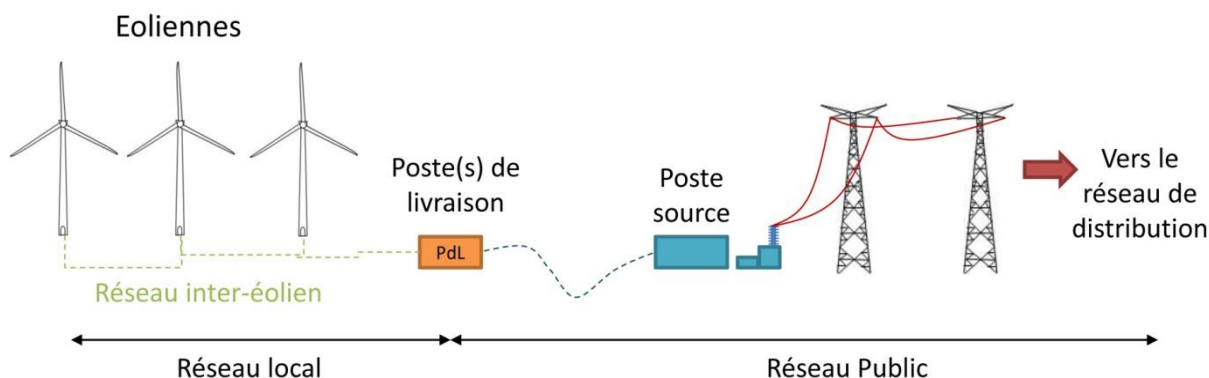 Eoliennes
Poste(s) de
livraison
PdL
Poste
source
Vers le
réseau de
distribution
Réseau inter-éolien
Réseau local
Réseau Public